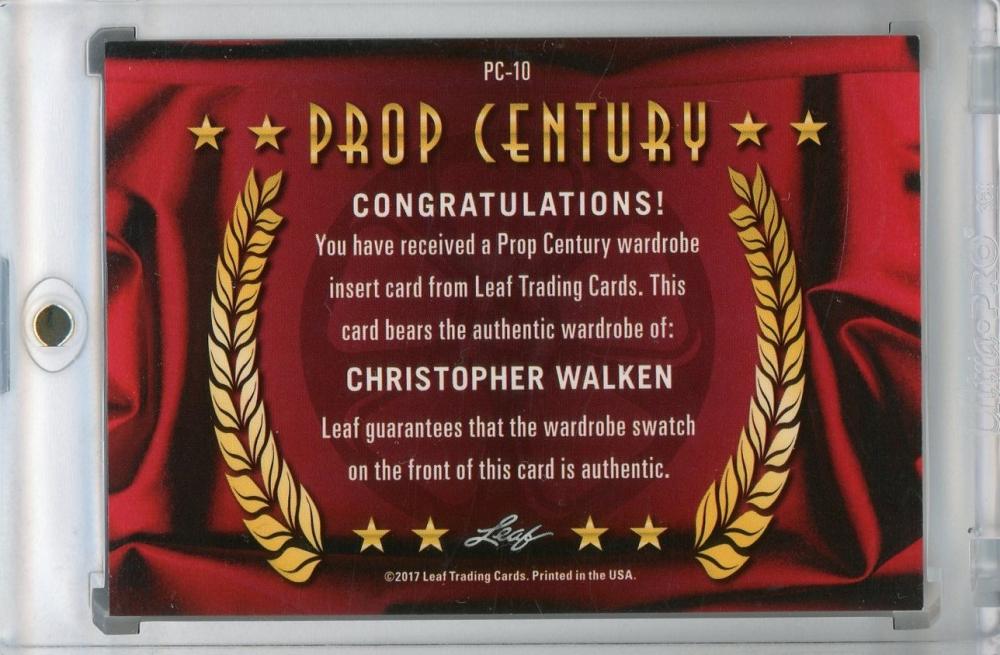 PC-10
PROP CENTURY
CONGRATULATIONS!
You have received a Prop Century wardrobe
insert card from Leaf Trading Cards. This
card bears the authentic wardrobe of:
CHRISTOPHER WALKEN
Leaf guarantees that the wardrobe swatch
on the front of this card is authentic.
Leaf
©2017 Leaf Trading Cards. Printed in the USA.
Ultra PRO